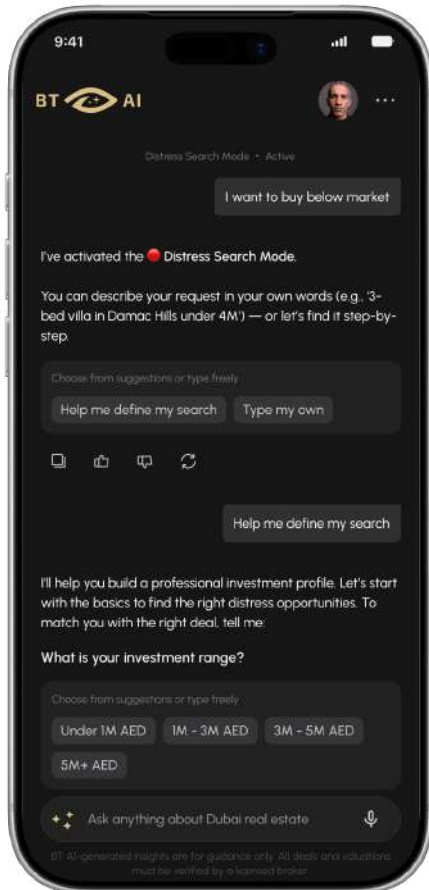 9:41
BT AI
Distress Search Mode • Active
I want to buy below market
I've activated the 🔴 Distress Search Mode.
You can describe your request in your own words (e.g., '3-
bed villa in Damac Hills under 4M') — or let's find it step-by-
step.
Choose from suggestions or type freely
Help me define my search
Type my own
Help me define my search
I'll help you build a professional investment profile. Let's start
with the basics to find the right distress opportunities. To
match you with the right deal, tell me:
What is your investment range?
Choose from suggestions or type freely
Under 1M AED
1M - 3M AED
3M - 5M AED
5M+ AED
Ask anything about Dubai real estate
BT AI-generated insights are for guidance only. All deals and valuations
must be verified by a licensed broker